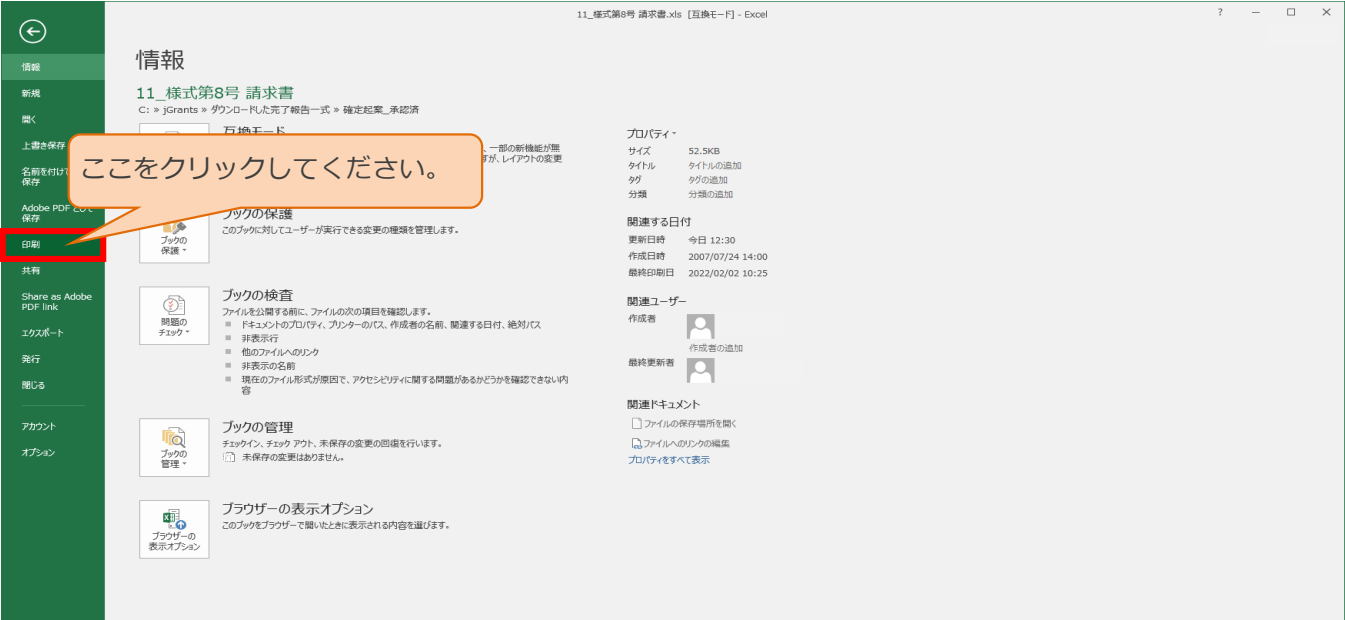 11_様式第8号 請求書.xls [互換モード] - Excel
?
情報
新規
開く
上書き保存
名前を付けて
保存
Adobe PDF として
保存
印刷
共有
Share as Adobe
PDF link
エクスポート
発行
閉じる
アカウント
オプション
情報
11_様式第8号 請求書
C: » jGrants » ダウンロードした完了報告一式 » 確定起案_承認済
互換モード
、一部の新機能が無
すが、レイアウトの変更
ここをクリックしてください。
ブックの
保護
ブックの保護
このブックに対してユーザーが実行できる変更の種類を管理します。
問題の
チェック
ブックの検査
ファイルを公開する前に、ファイルの次の項目を確認します。
ドキュメントのプロパティ、プリンターのパス、作成者の名前、関連する日付、絶対パス
非表示行
他のファイルへのリンク
非表示の名前
現在のファイル形式が原因で、アクセシビリティに関する問題があるかどうかを確認できない内
容
ブックの
管理
ブックの管理
チェックイン、チェック アウト、未保存の変更の回復を行います。
未保存の変更はありません。
ブラウザーの
表示オプション
ブラウザーの表示オプション
このブックをブラウザーで開いたときに表示される内容を選びます。
プロパティ
サイズ 52.5KB
タイトル タイトルの追加
タグ タグの追加
分類 分類の追加
関連する日付
更新日時 今日 12:30
作成日時 2007/07/24 14:00
最終印刷日 2022/02/02 10:25
関連ユーザー
作成者
作成者の追加
最終更新者
関連ドキュメント
ファイルの保存場所を開く
ファイルへのリンクの編集
プロパティをすべて表示